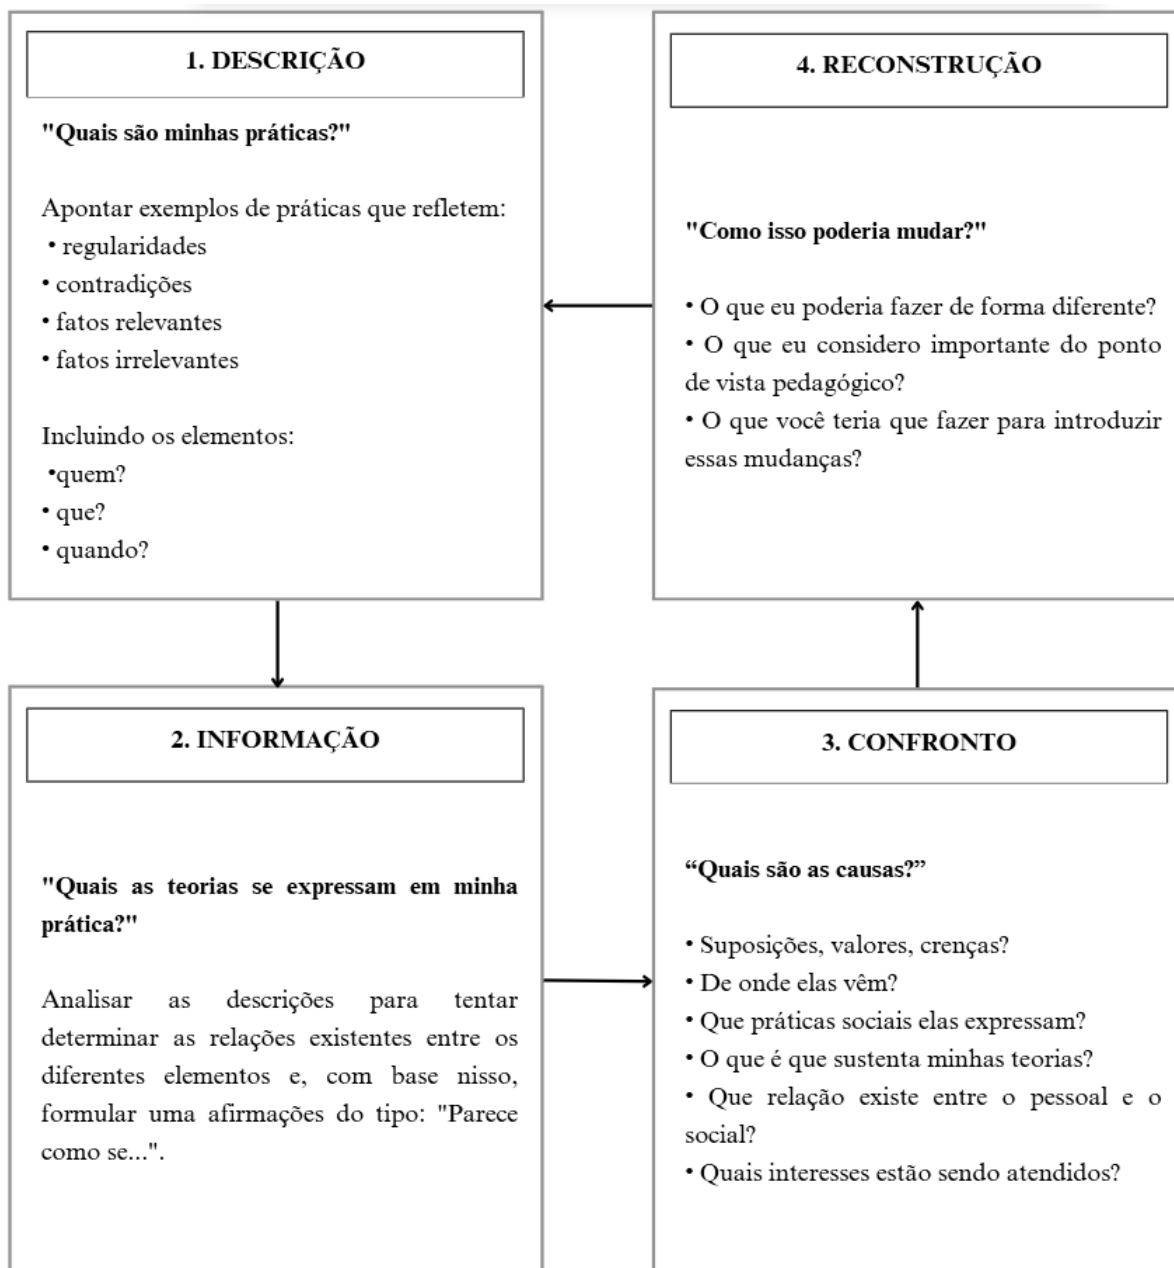 1. DESCRIÇÃO
"Quais são minhas práticas?"
Apontar exemplos de práticas que refletem:
• regularidades
• contradições
• fatos relevantes
• fatos irrelevantes
Incluindo os elementos:
•quem?
• que?
• quando?
2. INFORMAÇÃO
"Quais as teorias se expressam em minha
prática?"
Analisar as descrições para tentar
determinar as relações existentes entre os
diferentes elementos e, com base nisso,
formular uma afirmações do tipo: "Parece
como se...".
3. CONFRONTO
“Quais são as causas?”
• Suposições, valores, crenças?
• De onde elas vêm?
• Que práticas sociais elas expressam?
• O que é que sustenta minhas teorias?
• Que relação existe entre o pessoal e o
social?
• Quais interesses estão sendo atendidos?
4. RECONSTRUÇÃO
"Como isso poderia mudar?"
• O que eu poderia fazer de forma diferente?
• O que eu considero importante do ponto
de vista pedagógico?
• O que você teria que fazer para introduzir
essas mudanças?